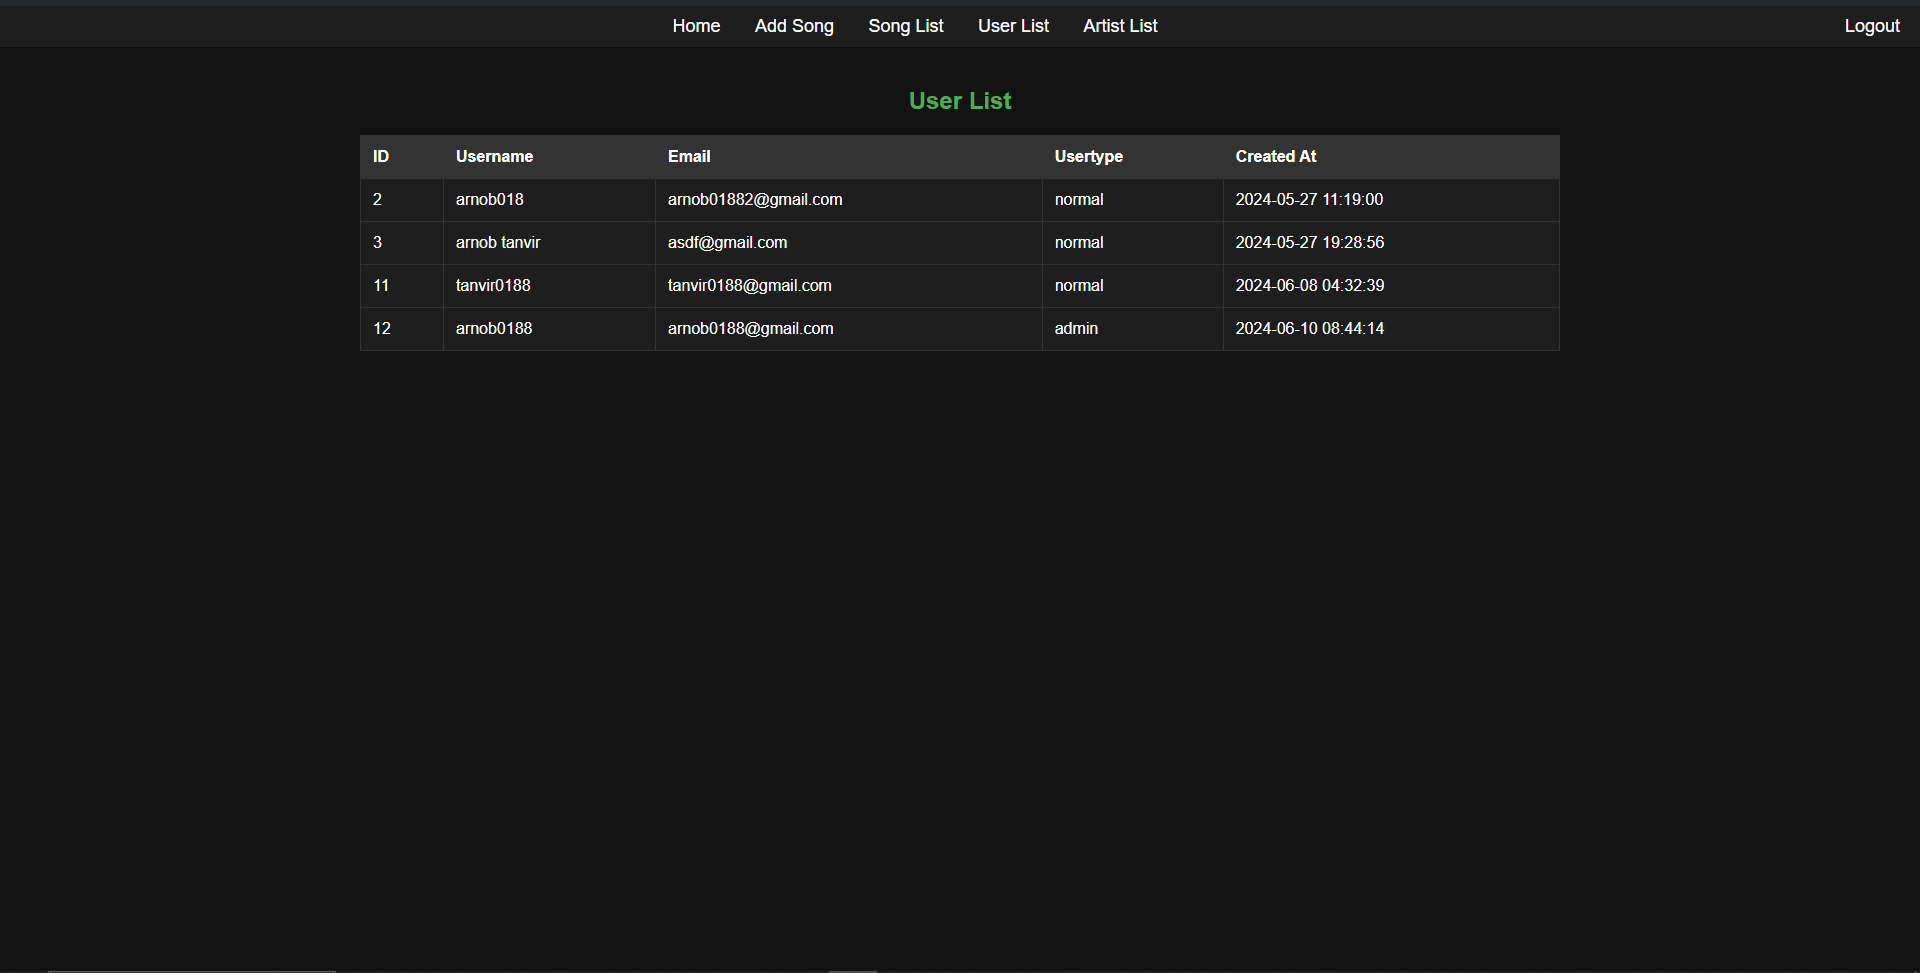 Home Add Song Song List User List Artist List Logout
User List
ID Username Email Usertype Created At
2 arnob018 arnob01882@gmail.com normal 2024-05-27 11:19:00
3 arnob tanvir asdf@gmail.com normal 2024-05-27 19:28:56
11 tanvir0188 tanvir0188@gmail.com normal 2024-06-08 04:32:39
12 arnob0188 arnob0188@gmail.com admin 2024-06-10 08:44:14